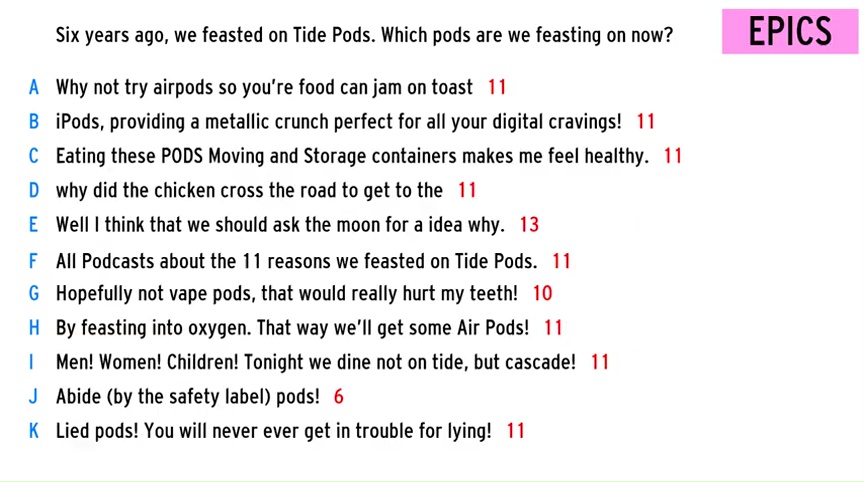 Six years ago, we feasted on Tide Pods. Which pods are we feasting on now?
EPICS
A Why not try airpods so you're food can jam on toast 11
B iPods, providing a metallic crunch perfect for all your digital cravings! 11
C Eating these PODS Moving and Storage containers makes me feel healthy. 11
D why did the chicken cross the road to get to the 11
E Well I think that we should ask the moon for a idea why. 13
F All Podcasts about the 11 reasons we feasted on Tide Pods. 11
G Hopefully not vape pods, that would really hurt my teeth! 10
H By feasting into oxygen. That way we'll get some Air Pods! 11
I Men! Women! Children! Tonight we dine not on tide, but cascade! 11
J Abide (by the safety label) pods! 6
K Lied pods! You will never ever get in trouble for lying! 11